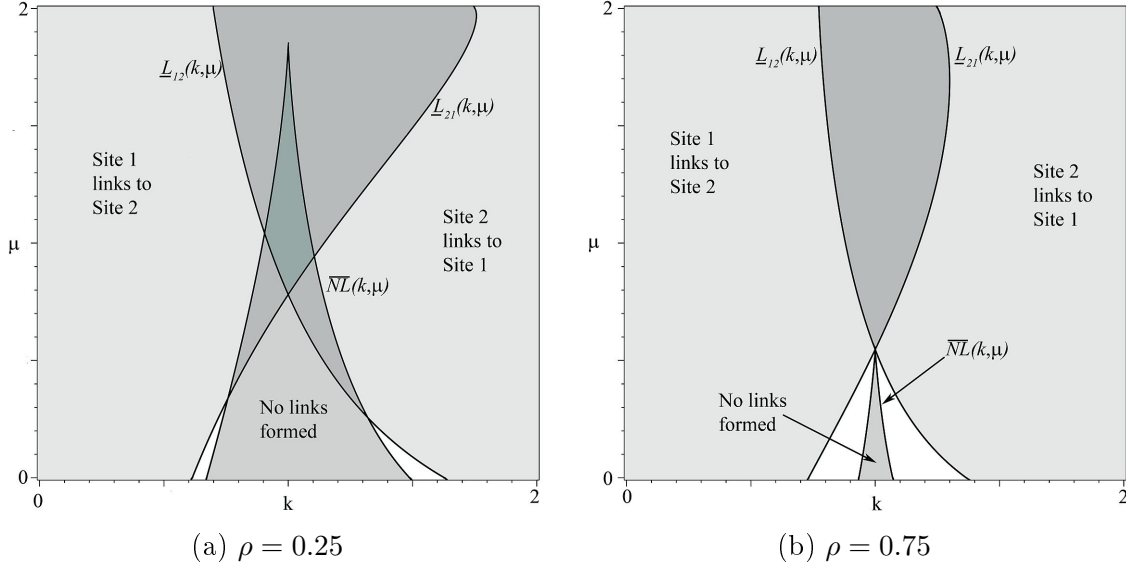 2
L12(k,μ)
L21(k,μ)
Site 1
links to
Site 2
Site 2
links to
Site 1
μ
NL(k,μ)
No links
formed
0
0
k
2
(a) ρ = 0.25
2
L12(k,μ)
L21(k,μ)
Site 1
links to
Site 2
Site 2
links to
Site 1
μ
NL(k,μ)
No links
formed
0
0
k
2
(b) ρ = 0.75